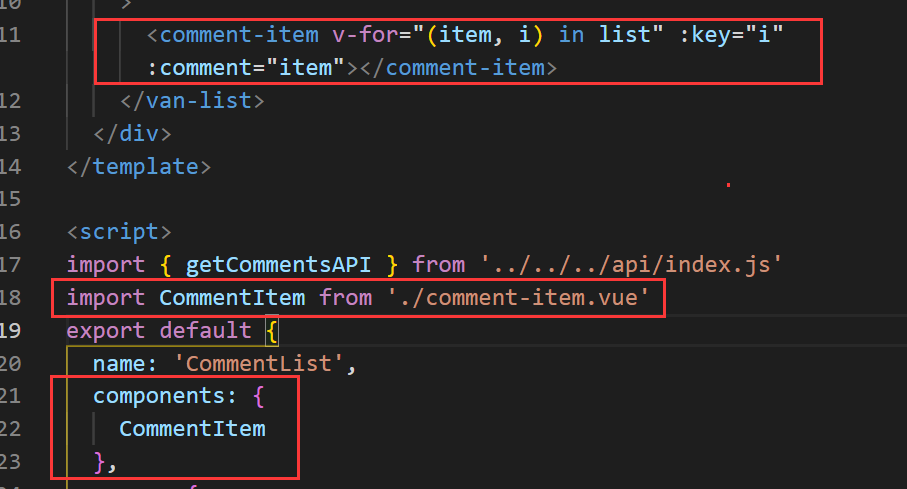 >
11 <comment-item v-for="(item, i) in list" :key="i"
:comment="item"></comment-item>
12 </van-list>
13 </div>
14 </template>
15
16 <script>
17 import { getCommentsAPI } from '../../../api/index.js'
18 import CommentItem from './comment-item.vue'
19 export default {
20 name: 'CommentList',
21 components: {
22 CommentItem
23 },